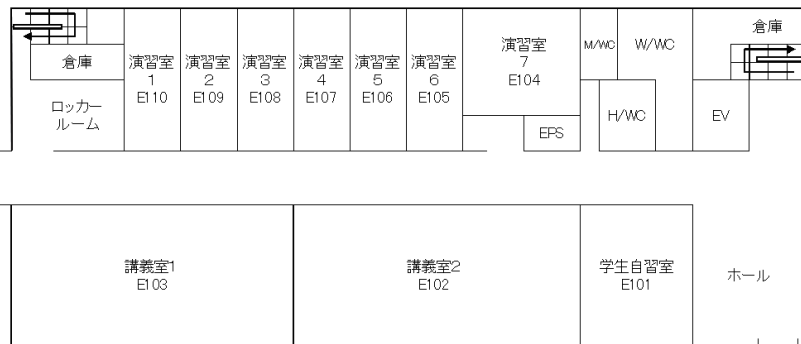 倉庫
ロッカー
ルーム
演習室
1
E110
演習室
2
E109
演習室
3
E108
演習室
4
E107
演習室
5
E106
演習室
6
E105
演習室
7
E104
EPS
M/WC
W/WC
H/WC
倉庫
EV
講義室1
E103
講義室2
E102
学生自習室
E101
ホール